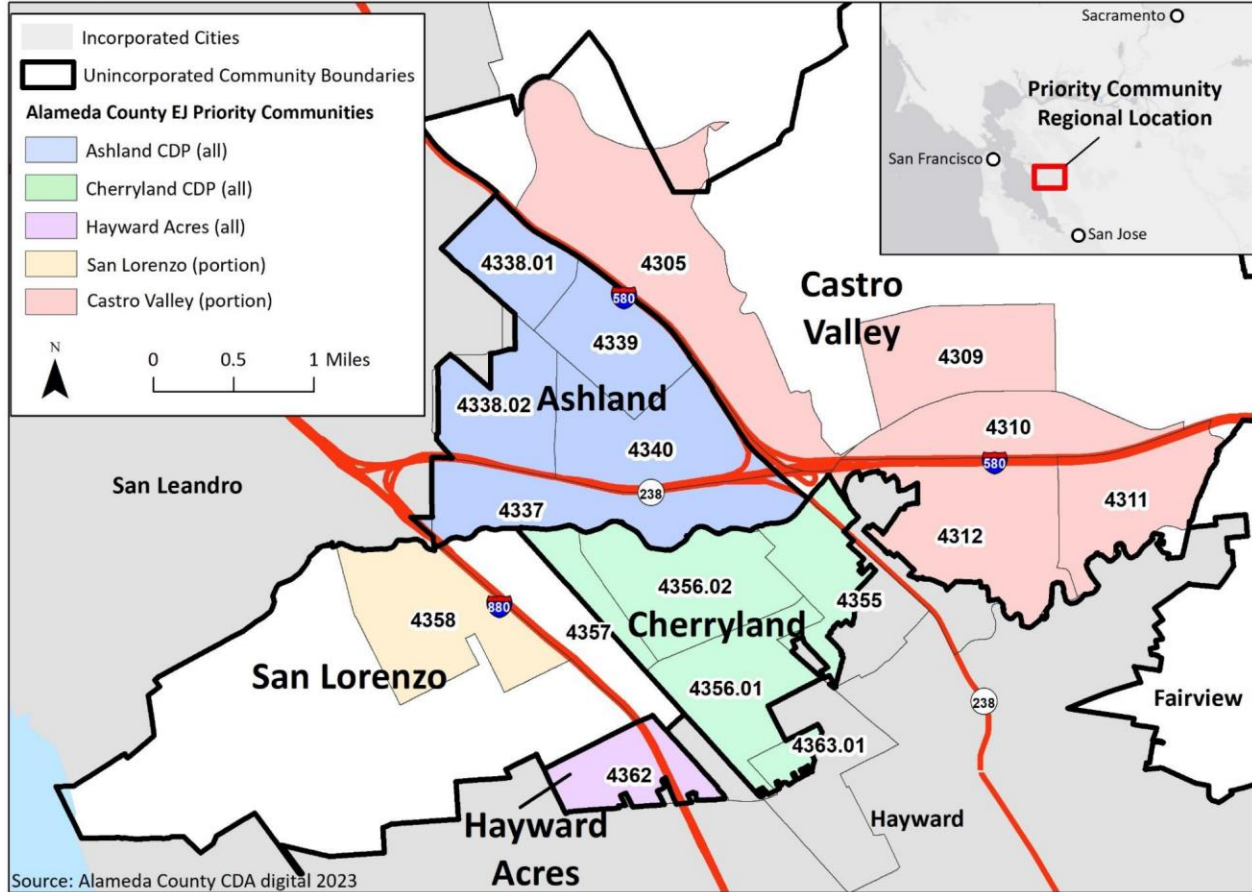 Incorporated Cities
Unincorporated Community Boundaries
Alameda County EJ Priority Communities
Ashland CDP (all)
Cherryland CDP (all)
Hayward Acres (all)
San Lorenzo (portion)
Castro Valley (portion)
N
0 0.5 1 Miles
Sacramento
Priority Community
Regional Location
San Francisco
San Jose
4338.01
4305
580
Castro
Valley
4339
4309
4338.02
Ashland
4310
4340
580
San Leandro
238
4311
4337
4312
4356.02
4355
880
4358
4357
Cherryland
San Lorenzo
4356.01
Fairview
238
4363.01
4362
Hayward
Acres
Hayward
Source: Alameda County CDA digital 2023